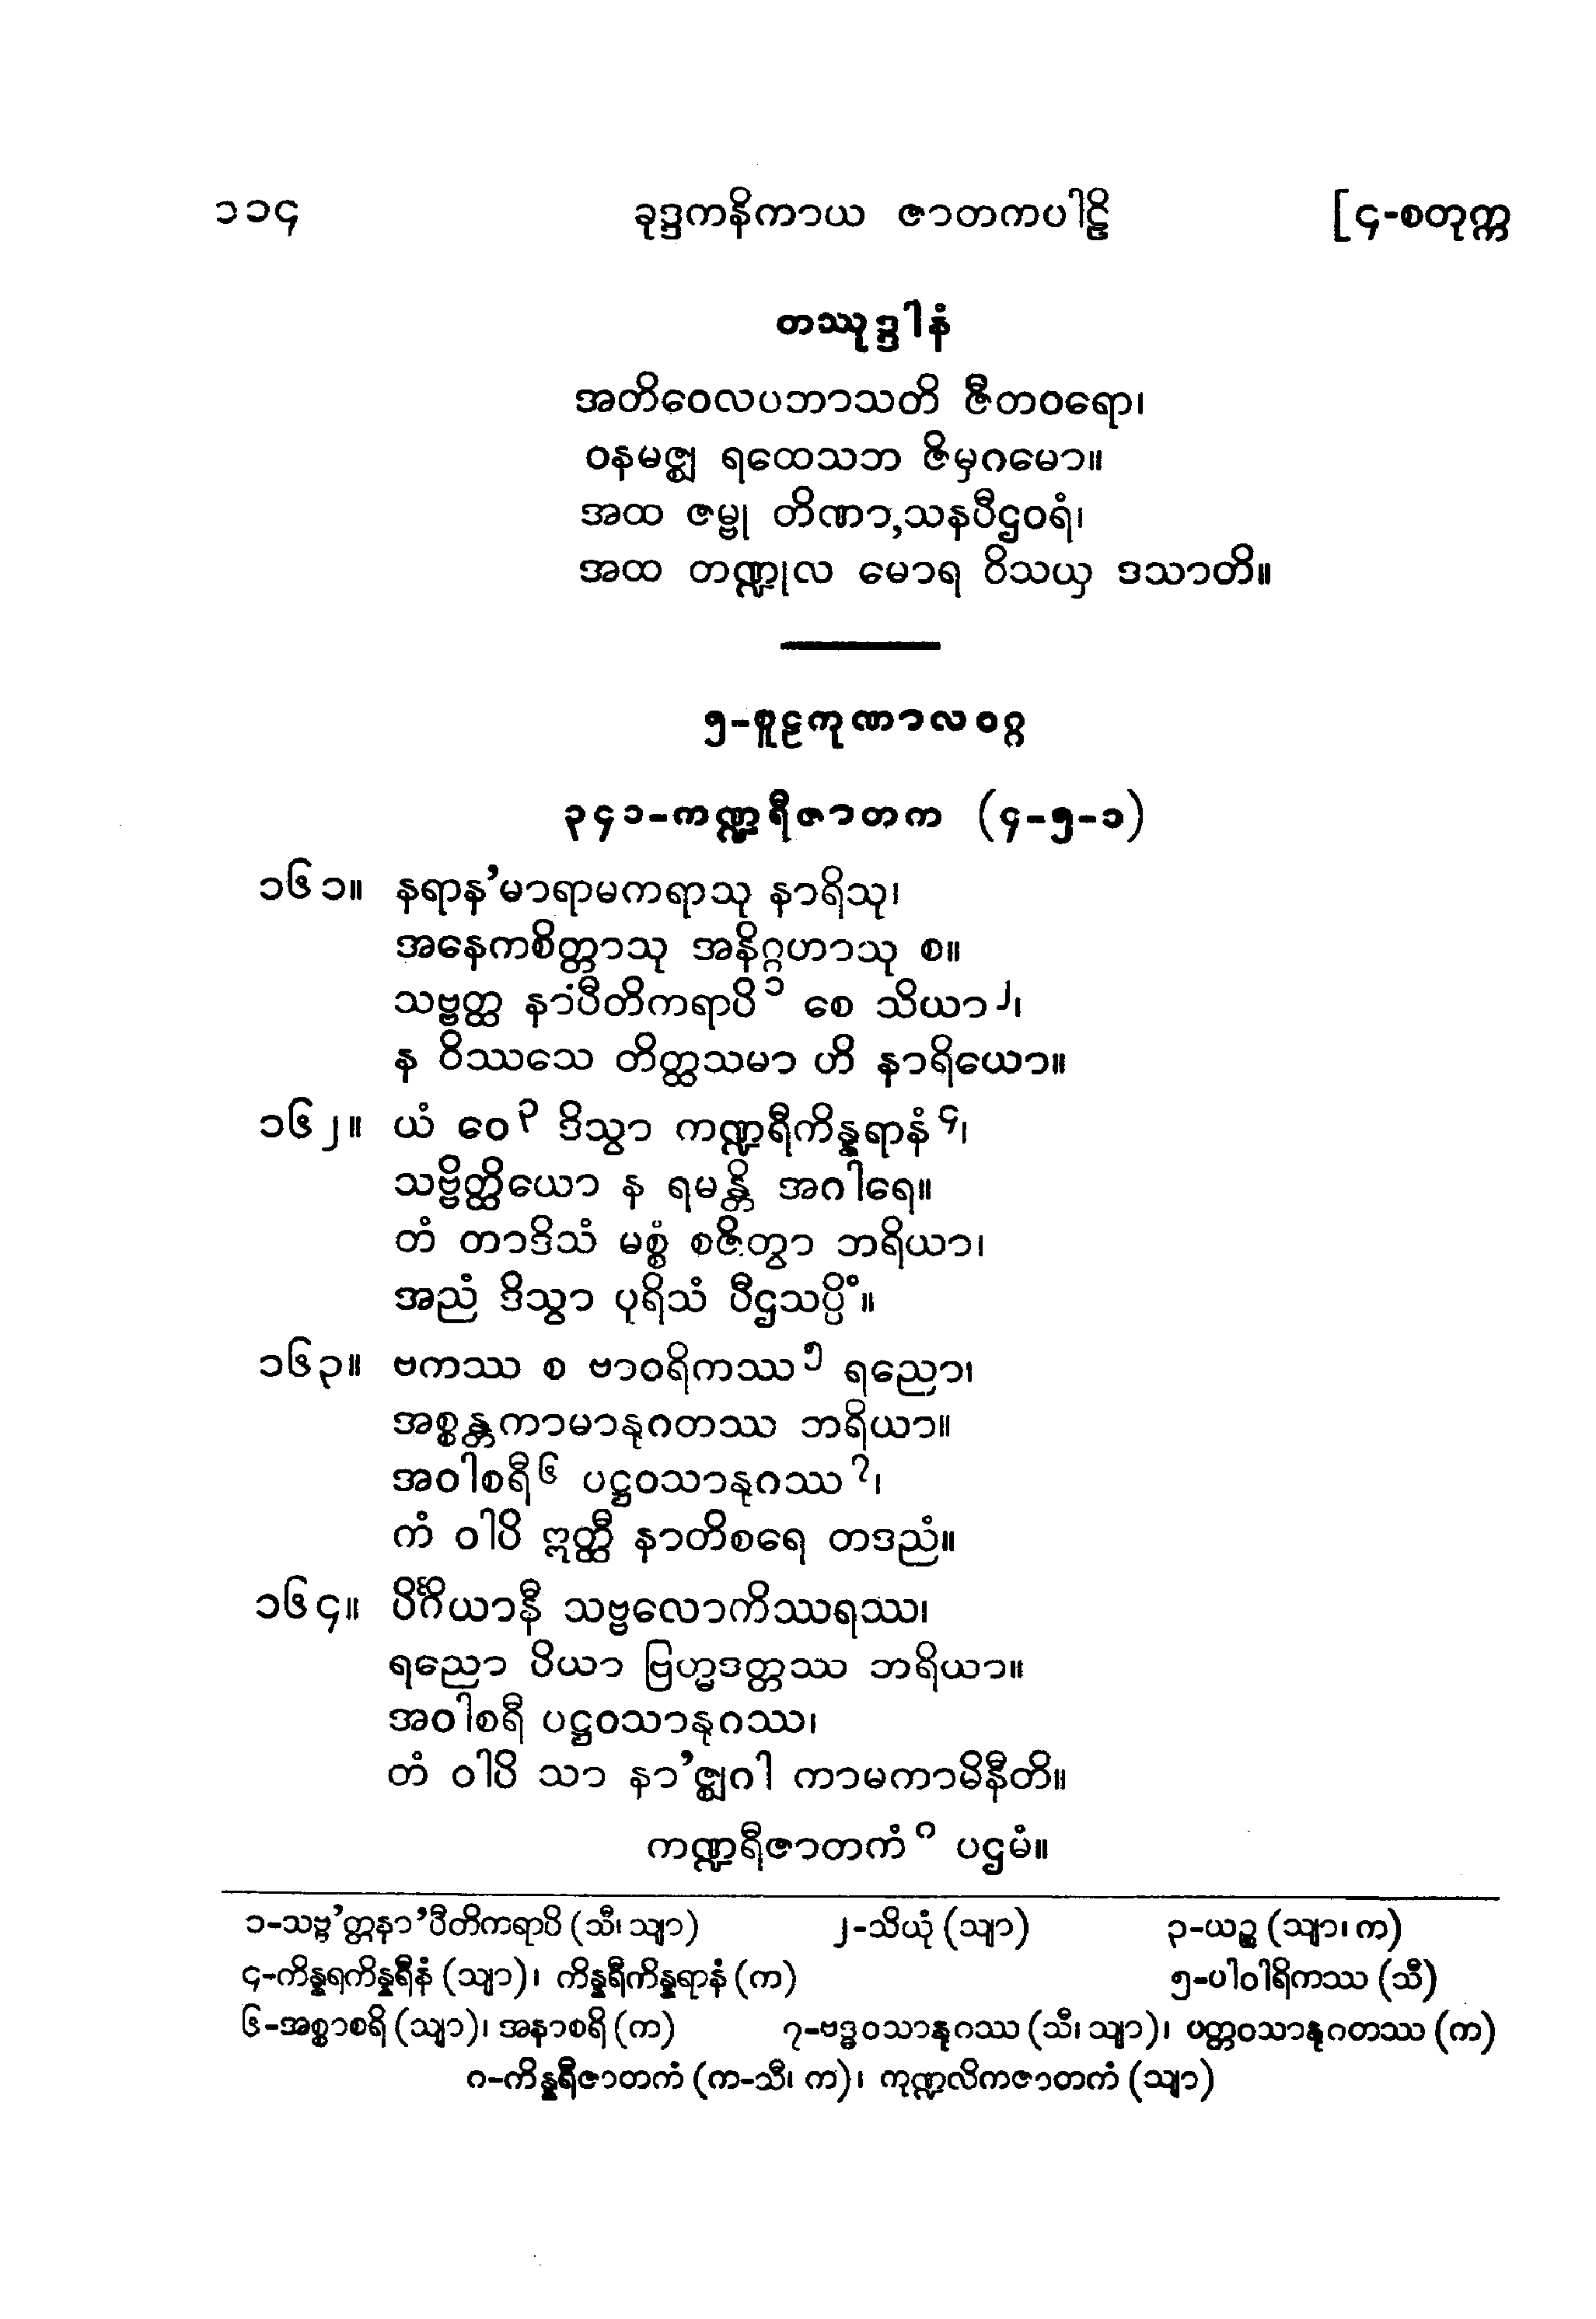 ၁၁၄ ခုဒ္ဒကနိကာယ ဇာတကပါဠိ [၄-စတုက္က
တဿုဒ္ဒါနံ
အတိဝေလပဘာသတိ ဇီတဝရော၊
ဝနမဇ္ဈ ရထေသဘ ဇိမှဂမော။
အထ ဇမ္ဗု တိဏာ,သနပီဌဝရံ၊
အထ တဏ္ဍုလ မောရ ဝိသယှ ဒသာတိ။
၅-စူဠကုဏာလဝဂ္ဂ
၃၄၁-ကဏ္ဍရီဇာတက (၄-၅-၁)
၁၆၁။ နရာန’မာရာမကရာသု နာရိသု၊
အနေကစိတ္တာသု အနိဂ္ဂဟာသု စ။
သဗ္ဗတ္ထ နာံပီတိကရာပိ ၁ စေ သိယာ ၂၊
န ဝိဿသေ တိတ္ထသမာ ဟိ နာရိယော။
၁၆၂။ ယံ ဝေ ၃ ဒိသွာ ကဏ္ဍရီကိန္နရာနံ ၄၊
သဗ္ဗိတ္ထိယော န ရမန္တိ အဂါရေ။
တံ တာဒိသံ မစ္စံ စဇိတွာ ဘရိယာ၊
အညံ ဒိသွာ ပုရိသံ ပီဌသပ္ပိံ။
၁၆၃။ ဗကဿ စ ဗာဝရိကဿ ၅ ရညော၊
အစ္စန္တကာမာနုဂတဿ ဘရိယာ။
အဝါစရီ ၆ ပဋ္ဌဝသာနုဂဿ ၇၊
ကံ ဝါပိ ဣတ္ထီ နာတိစရေ တဒညံ။
၁၆၄။ ပိင်္ဂိယာနီ သဗ္ဗလောကိဿရဿ၊
ရညော ပိယာ ဗြဟ္မဒတ္တဿ ဘရိယာ။
အဝါစရီ ပဋ္ဌဝသာနုဂဿ၊
တံ ဝါပိ သာ နာ’ဇ္ဈဂါ ကာမကာမိနီတိ။
ကဏ္ဍရီဇာတကံ ဂ ပဌမံ။
၁-သဗ္ဗ’တ္တနာ’ပီတိကရာပိ (သီ၊ သျာ) ၂-သိယုံ (သျာ) ၃-ယဉ္စ (သျာ၊ က)
၄-ကိန္နရကိန္နရီနံ (သျာ)၊ ကိန္နရီကိန္နရာနံ (က) ၅-ပါဝါရိကဿ (သီ)
၆-အစ္စာစရိ (သျာ)၊ အနာစရိ (က) ၇-ဗဒ္ဓဝသာနုဂဿ (သီ၊ သျာ)၊ ပတ္တဝသာနုဂတဿ (က)
ဂ-ကိန္နရီဇာတကံ (က-သီ၊ က)၊ ကုဏ္ဍလိကဇာတကံ (သျာ)